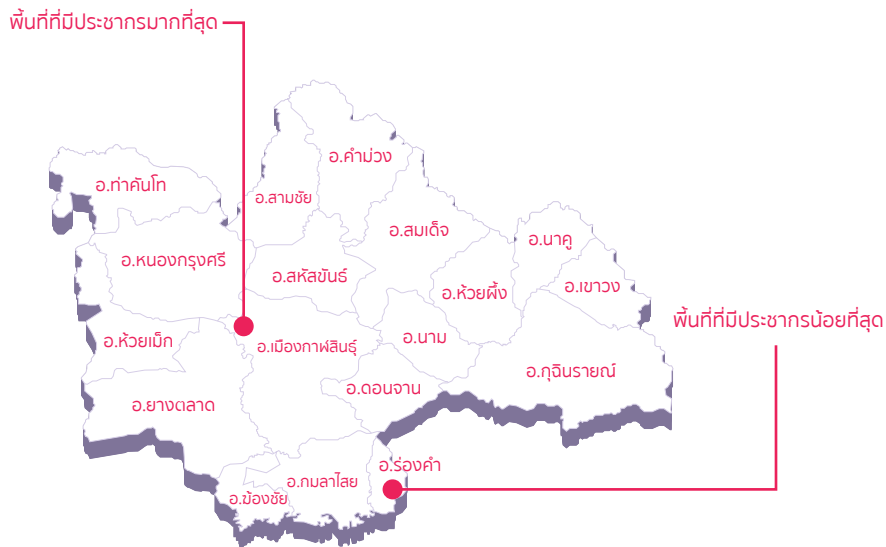 พื้นที่ที่มีประชากรมากที่สุด
อ.คำม่วง
อ.ท่าคันโท
อ.สามชัย
อ.สมเด็จ
อ.นาคู
อ.หนองกรุงศรี
อ.สหัสขันธ์
อ.ห้วยผึ้ง
อ.เขาวง
พื้นที่ที่มีประชากรน้อยที่สุด
อ.ห้วยเม็ก
อ.เมืองกาฬสินธุ์
อ.นาม
อ.กุฉินรายณ์
อ.ดอนจาน
อ.ยางตลาด
อ.ร่องคำ
อ.กมลาไสย
อ.ฆ้องชัย